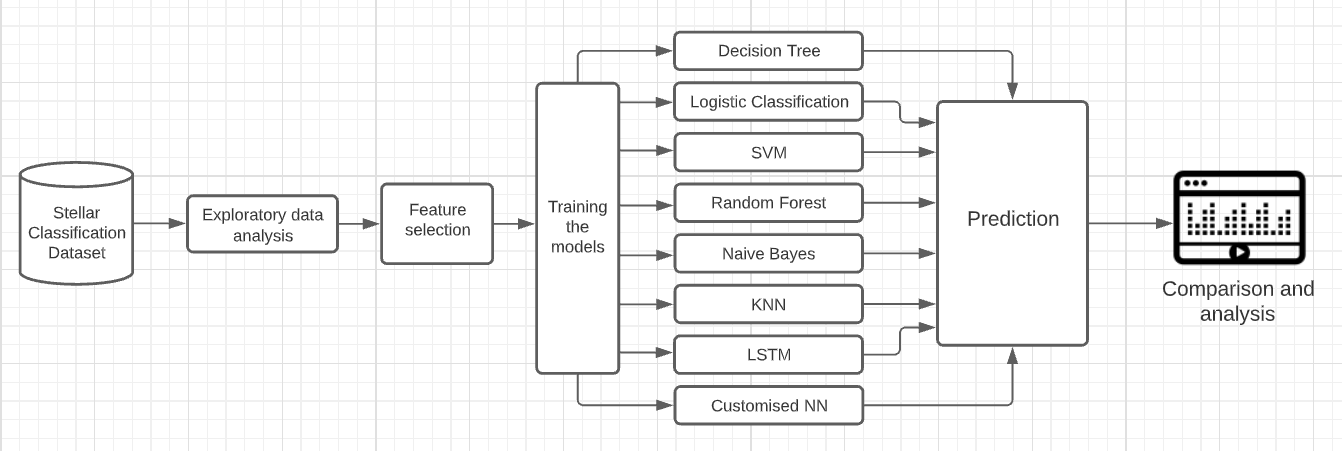 Stellar
Classification
Dataset
Exploratory data
analysis
Feature
selection
Training
the
models
Decision Tree
Logistic Classification
SVM
Random Forest
Naive Bayes
KNN
LSTM
Customised NN
Prediction
Comparison and
analysis